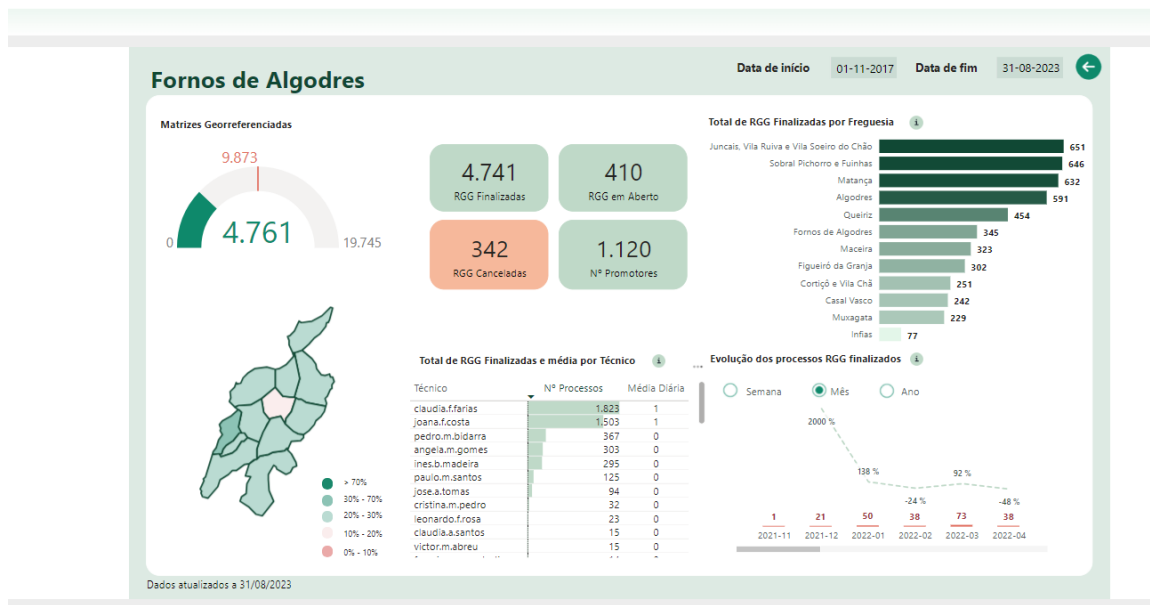 Fornos de Algodres
Data de início 01-11-2017 Data de fim 31-08-2023
Matrizes Georreferenciadas
9.873
4.761
0
19.745
4.741
RGG Finalizadas
410
RGG em Aberto
342
RGG Canceladas
1.120
Nº Promotores
Total de RGG Finalizadas por Freguesia i
Juncais, Vila Ruiva e Vila Soeiro do Chão 651
Sobral Pichorro e Fuinhas 646
Matança 632
Algodres 591
Queiriz 454
Fornos de Algodres 345
Maceira 323
Figueiró da Granja 302
Cortiçô e Vila Chã 251
Casal Vasco 242
Muxagata 229
Infias 77
> 70%
30% - 70%
20% - 30%
10% - 20%
0% - 10%
Total de RGG Finalizadas e média por Técnico i
...
Técnico Nº Processos Média Diária
claudia.f.farias 1.823 1
joana.f.costa 1.503 1
pedro.m.bidarra 367 0
angela.m.gomes 303 0
ines.b.madeira 295 0
paulo.m.santos 125 0
jose.a.tomas 94 0
cristina.m.pedro 32 0
leonardo.f.rosa 23 0
claudia.a.santos 15 0
victor.m.abreu 15 0
Evolução dos processos RGG finalizados i
Semana Mês Ano
2000 %
138 %
-24 %
92 %
-48 %
1 21 50 38 73 38
2021-11 2021-12 2022-01 2022-02 2022-03 2022-04
Dados atualizados a 31/08/2023